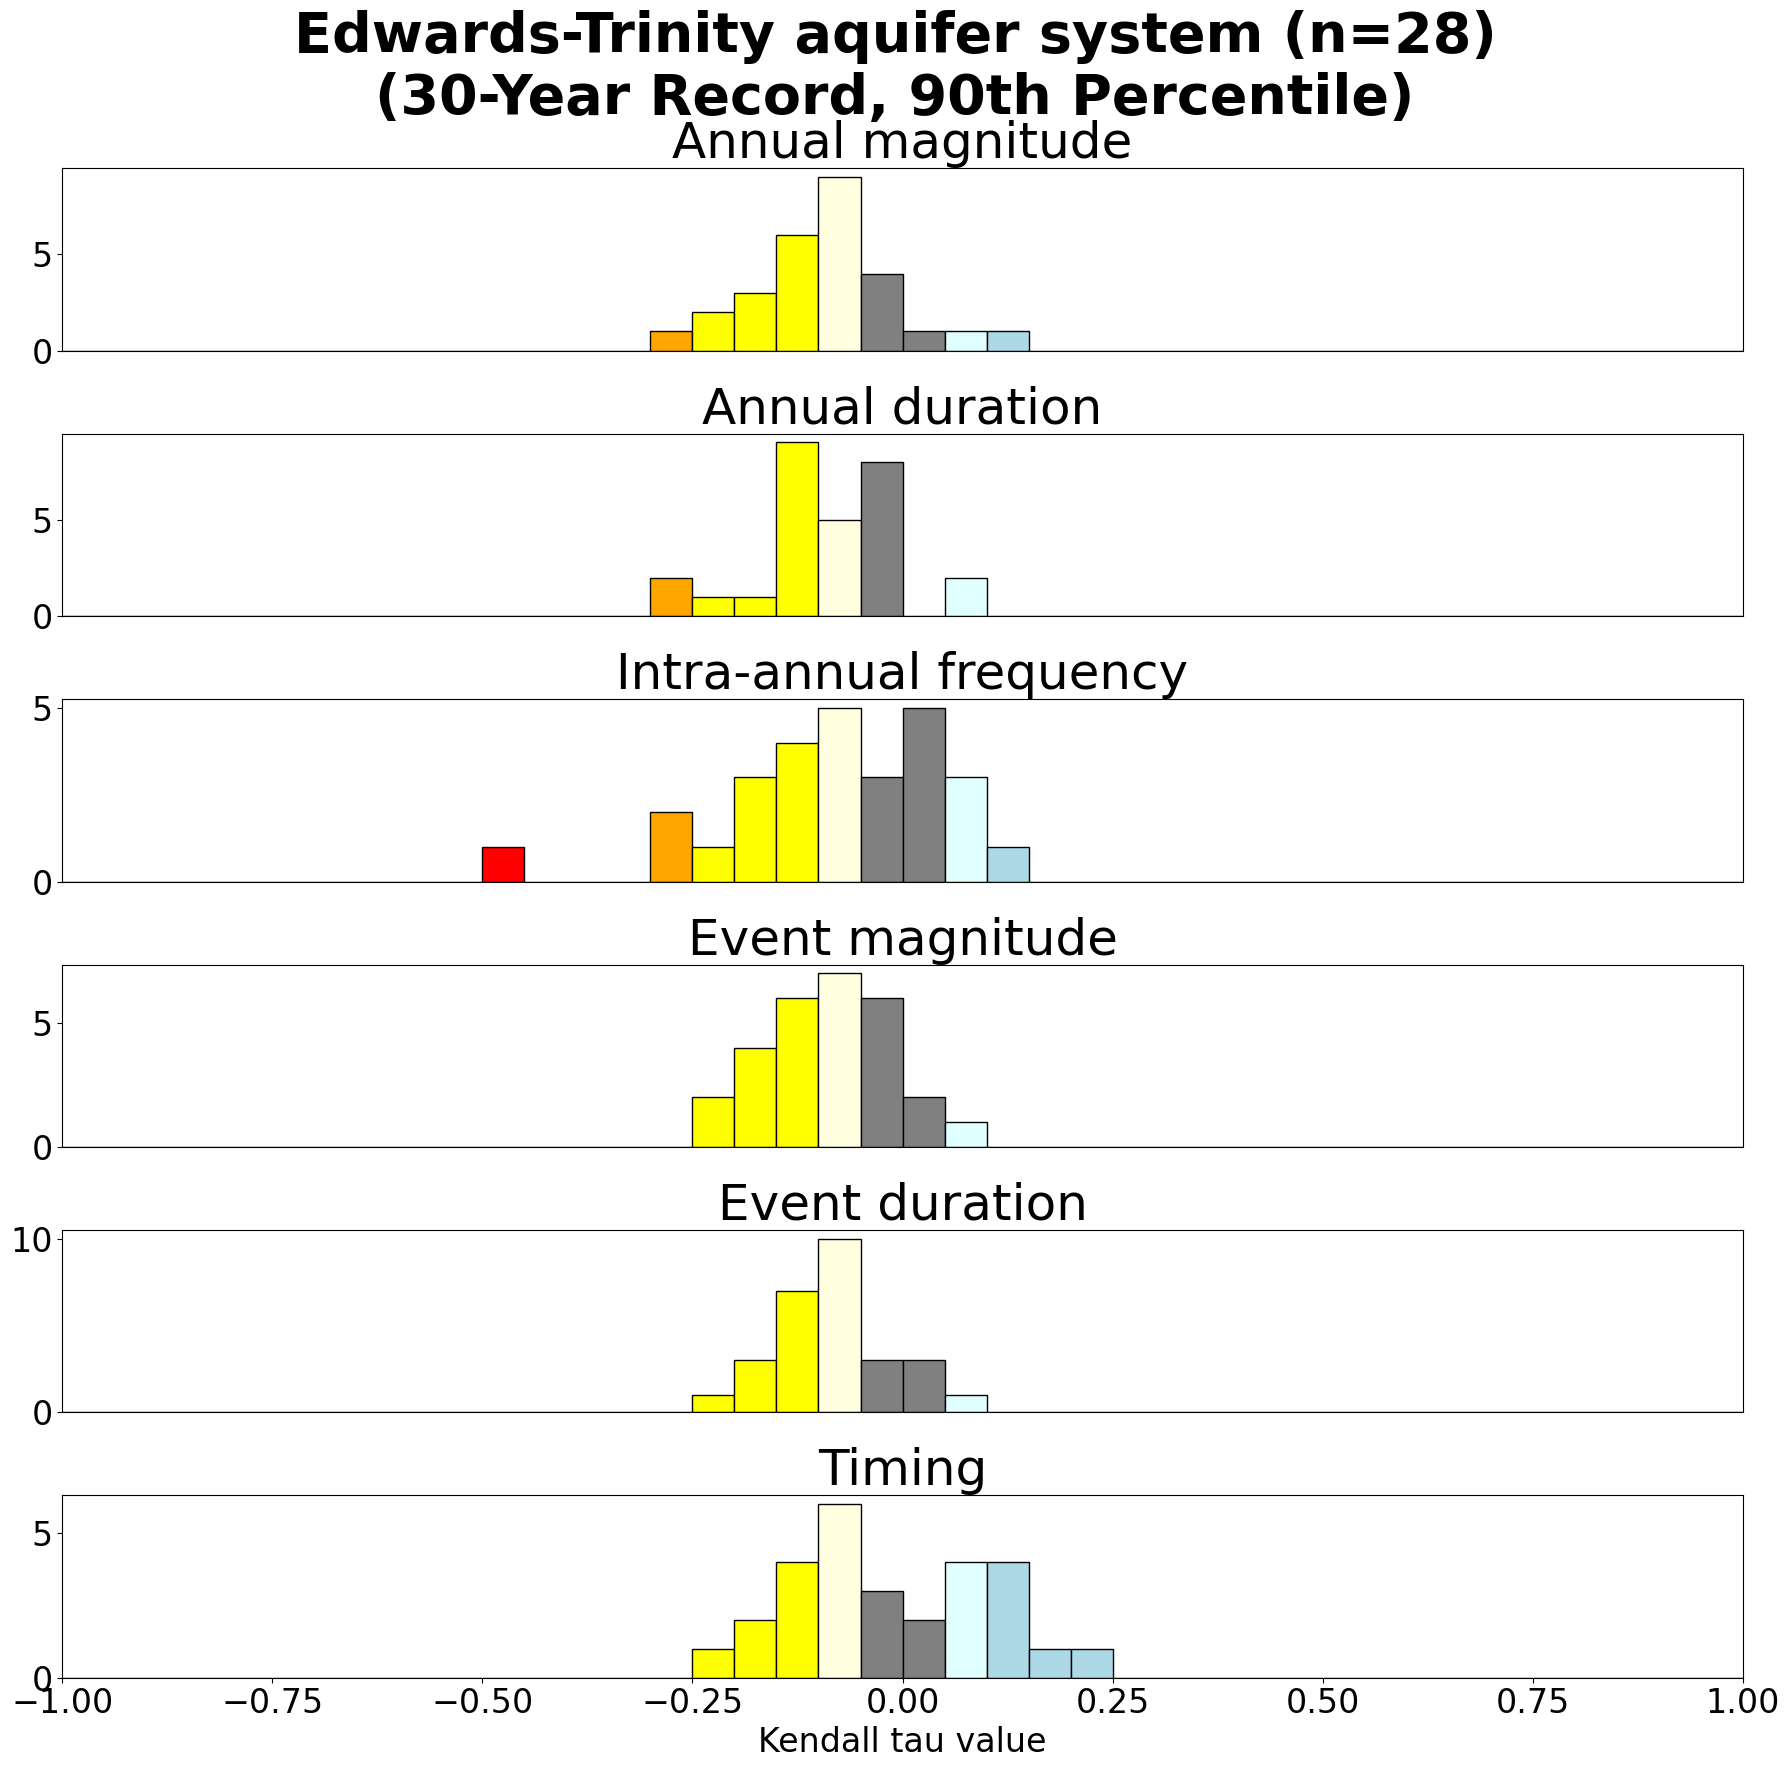 Edwards-Trinity aquifer system (n=28)
(30-Year Record, 90th Percentile)
Annual magnitude
5
0
Annual duration
5
0
Intra-annual frequency
5
0
Event magnitude
5
0
Event duration
10
0
Timing
5
0
−1.00 −0.75 −0.50 −0.25 0.00 0.25 0.50 0.75 1.00
Kendall tau value